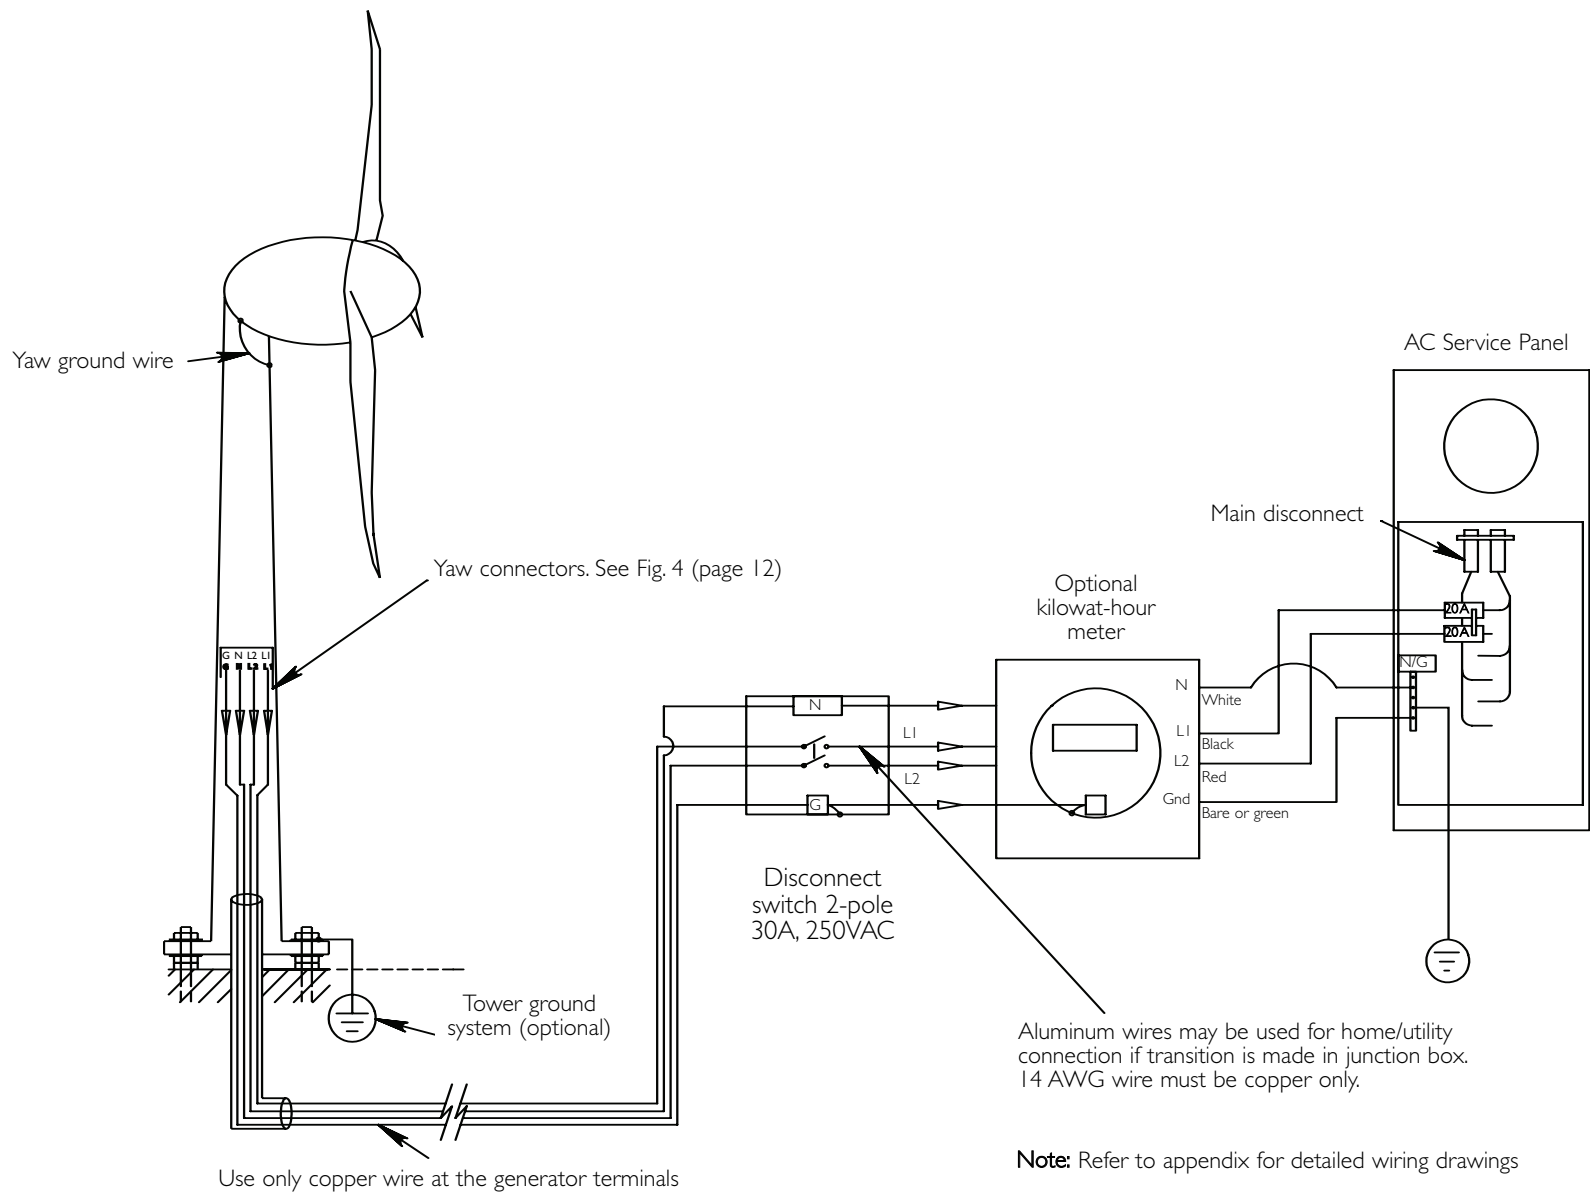 Yaw ground wire
AC Service Panel
Main disconnect
Yaw connectors. See Fig. 4 (page 12)
Optional
kilowat-hour
meter
20A
20A
G N L2 L1
N/G
N
White
N
L1
L1
Black
L2
L2
Red
G
Gnd
Bare or green
Disconnect
switch 2-pole
30A, 250VAC
Tower ground
system (optional)
Aluminum wires may be used for home/utility
connection if transition is made in junction box.
14 AWG wire must be copper only.
Note: Refer to appendix for detailed wiring drawings
Use only copper wire at the generator terminals